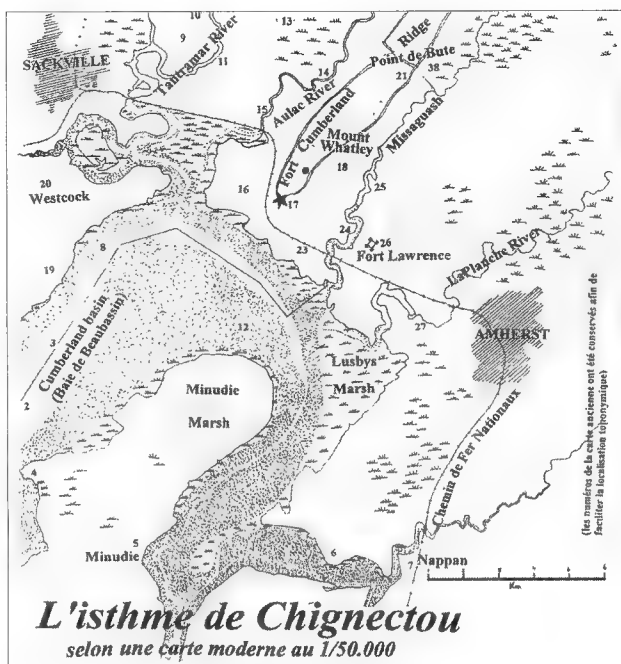 10
9
11
13
SACKVILLE
Tantramar River
14
15
Aulac River
Ridge
Point de Bute
21
38
Fort Cumberland
Mount
Whatley
18
Missaguash
25
16
17
20
Westcock
24
23
26
Fort Lawrence
LaPlanche River
19
8
3
2
Cumberland basin
(Baie de Beaubassin)
12
27
AMHERST
Lusbys
Marsh
Minudie
Marsh
4
5
Minudie
6
7
Nappan
Chemin de Fer Nationaux
(les numéros de la carte ancienne ont été conservés afin de
faciliter la localisation toponymique)
Km
L'isthme de Chignectou
selon une carte moderne au 1/50.000